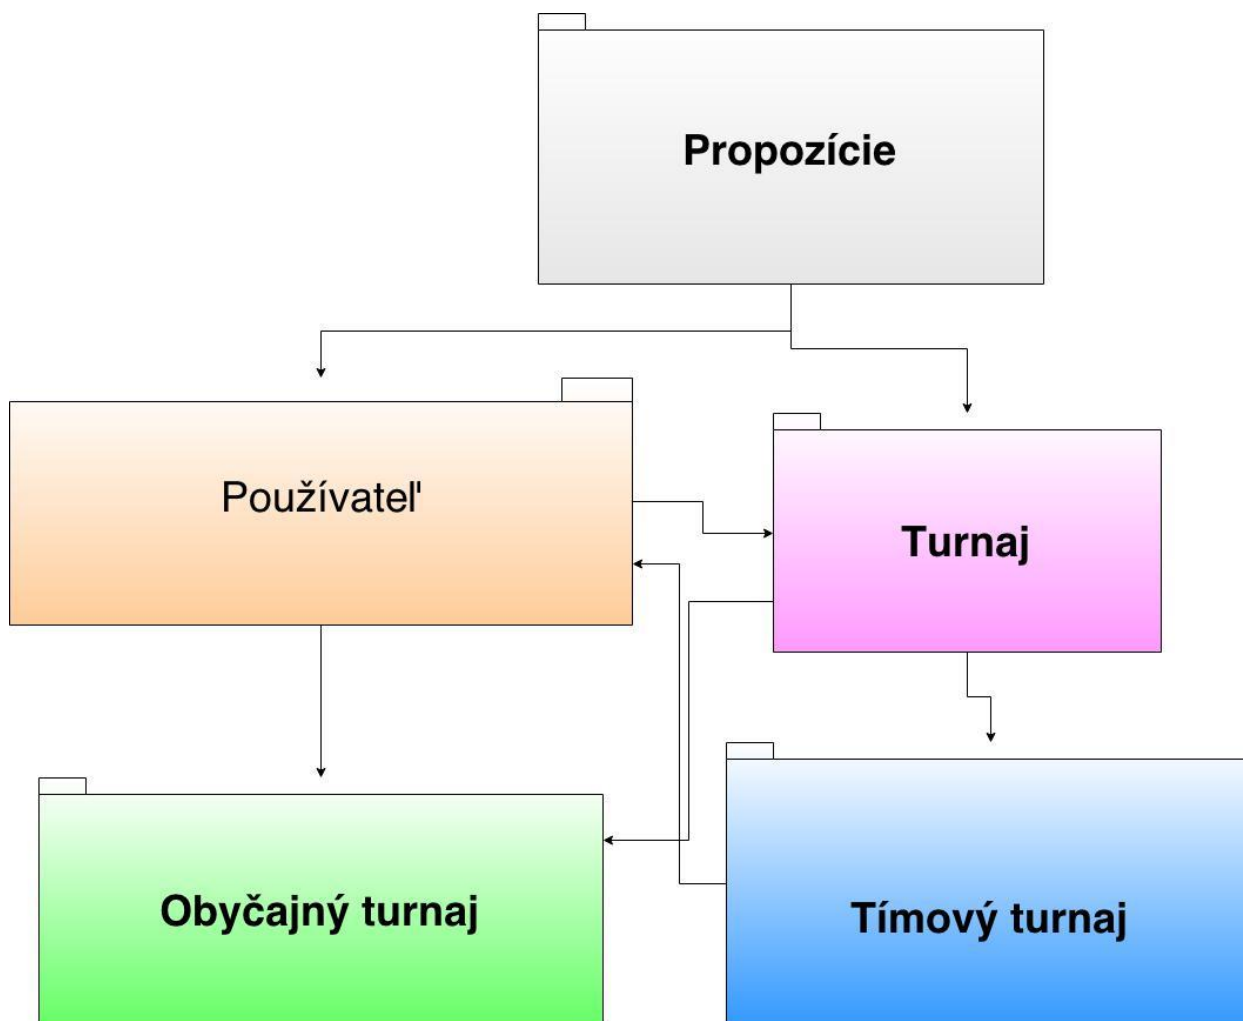 Propozície
Používateľ
Turnaj
Obyčajný turnaj
Tímový turnaj